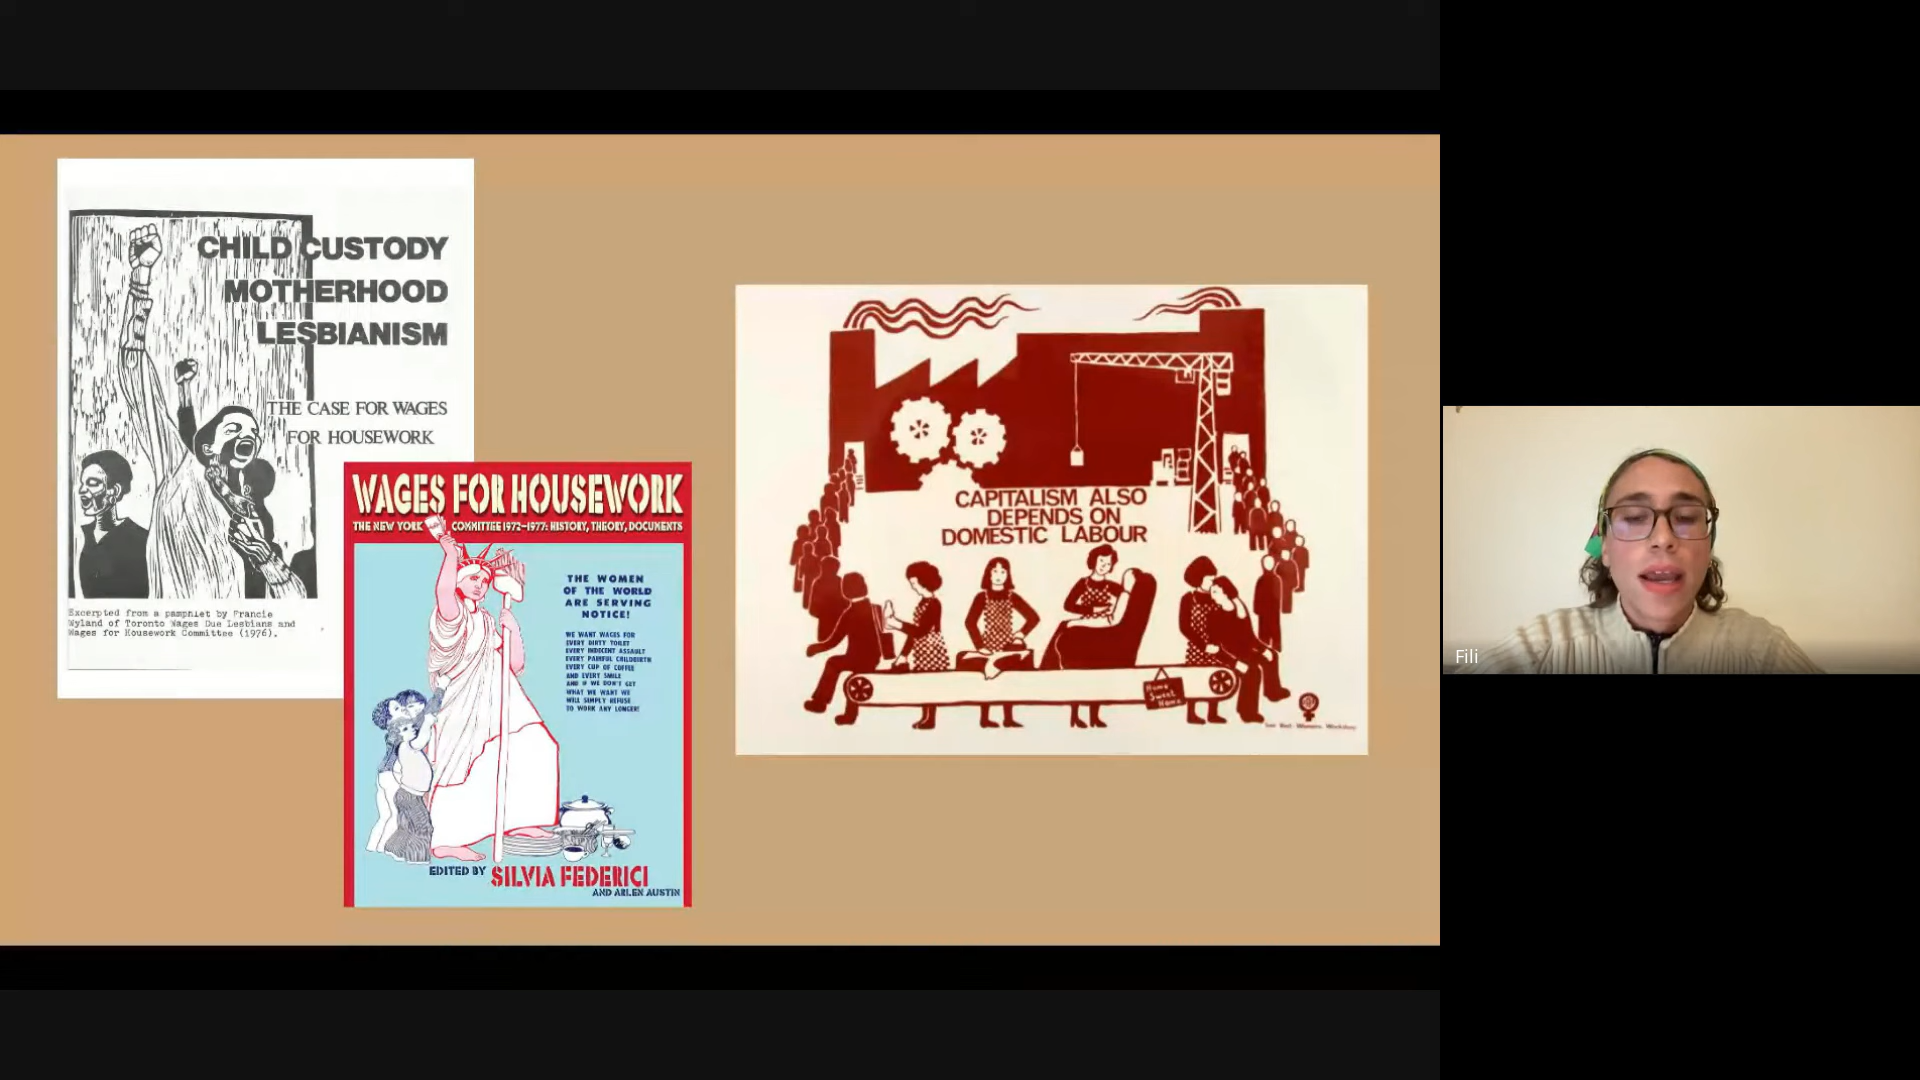 CHILD CUSTODY
MOTHERHOOD
LESBIANISM
THE CASE FOR WAGES
FOR HOUSEWORK
Excerpted from a pamphlet by Francie
Wyland of Toronto Wages Due Lesbians and
Wages for Housework Committee (1976).
WAGES FOR HOUSEWORK
THE NEW YORK COMMITTEE 1972–1977: HISTORY, THEORY, DOCUMENTS
THE WOMEN
OF THE WORLD
ARE SERVING
NOTICE!
WE WANT WAGES FOR
EVERY DIRTY TOILET
EVERY INDECENT ASSAULT
EVERY PAINFUL CHILDBIRTH
EVERY CUP OF COFFEE
AND EVERY SMILE
AND IF WE DON'T GET
WHAT WE WANT WE
WILL SIMPLY REFUSE
TO WORK ANY LONGER!
EDITED BY SILVIA FEDERICI
AND ARLEN AUSTIN
CAPITALISM ALSO
DEPENDS ON
DOMESTIC LABOUR
Home
Sweet
Home
See Red Womens Workshop
Fili